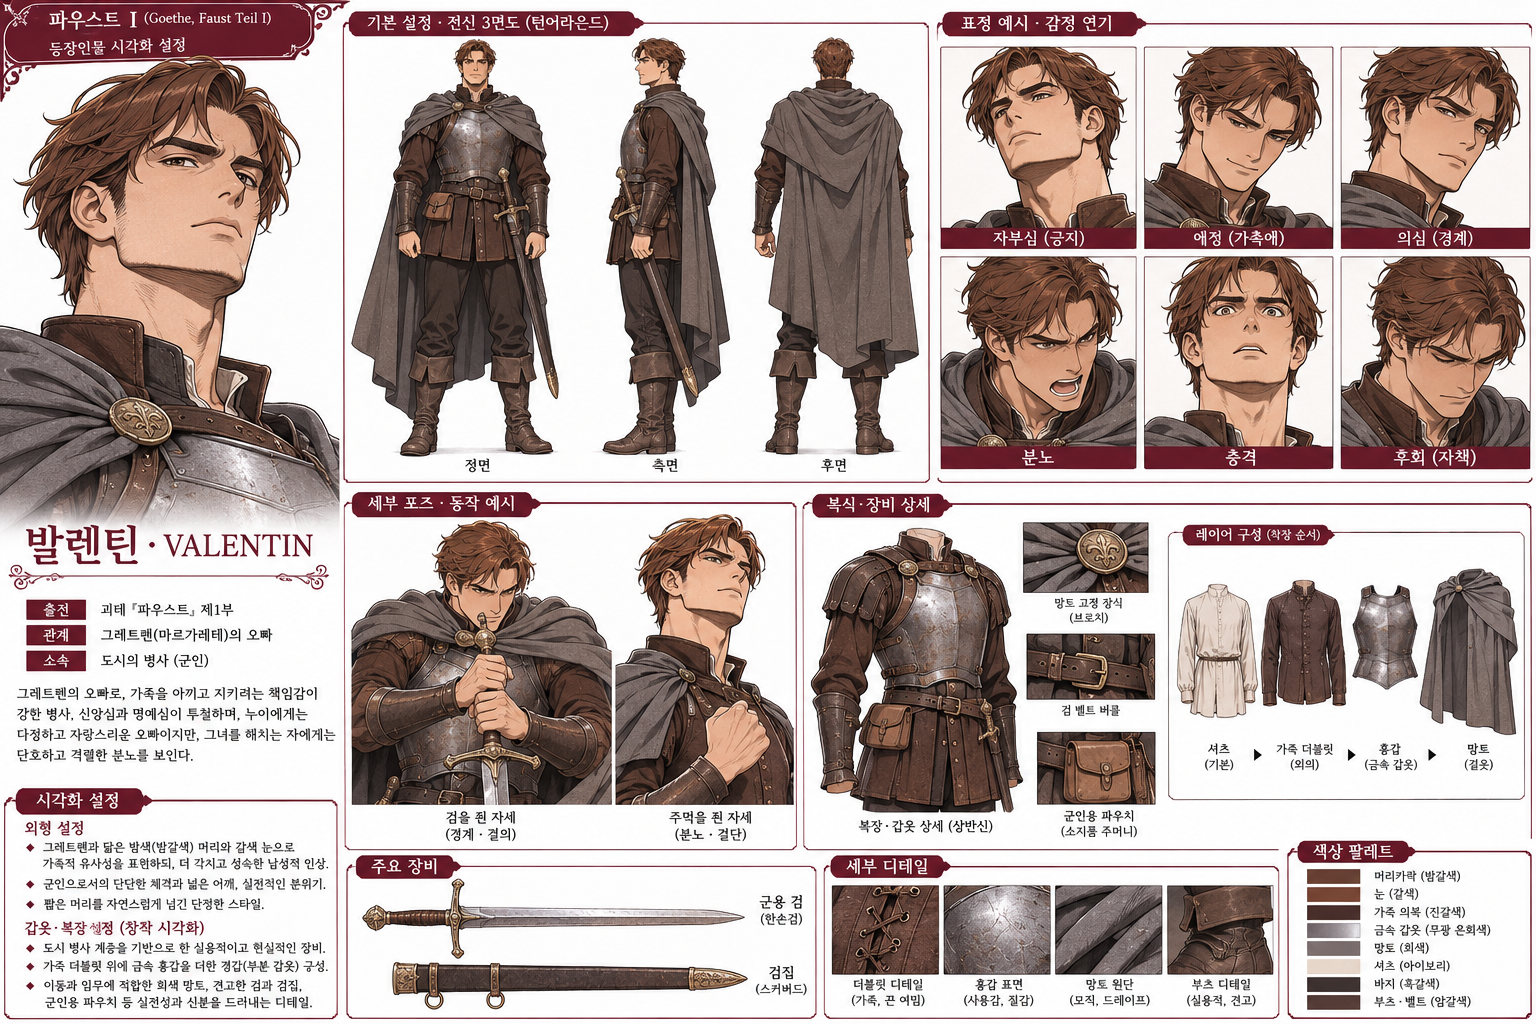 파우스트 I (Goethe, Faust Teil I)
등장인물 시각화 설정
발렌틴 · VALENTIN
출전 괴테 『파우스트』 제1부
관계 그레트헨(마르가레테)의 오빠
소속 도시의 병사 (군인)
그레트헨의 오빠로, 가족을 아끼고 지키려는 책임감이
강한 병사, 신앙심과 명예심이 투철하며, 누이에게는
다정하고 자랑스러운 오빠이지만, 그녀를 해치는 자에게는
단호하고 격렬한 분노를 보인다.
시각화 설정
외형 설정
◆ 그레트헨과 닮은 밤색(밤갈색) 머리와 갈색 눈으로
가족적 유사성을 표현하되, 더 각지고 성숙한 남성적 인상.
◆ 군인으로서의 단단한 체격과 넓은 어깨, 실전적인 분위기.
◆ 짧은 머리를 자연스럽게 넘긴 단정한 스타일.
갑옷·복장 설정 (창작 시각화)
◆ 도시 병사 계층을 기반으로 한 실용적이고 현실적인 장비.
◆ 가죽 더블릿 위에 금속 흉갑을 더한 경갑(부분 갑옷) 구성.
◆ 이동과 임무에 적합한 회색 망토, 견고한 검과 검집,
군인용 파우치 등 실전성과 신분을 드러내는 디테일.
기본 설정 · 전신 3면도 (턴어라운드)
정면
측면
후면
표정 예시 · 감정 연기
자부심 (긍지)
애정 (가족애)
의심 (경계)
분노
충격
후회 (자책)
세부 포즈 · 동작 예시
검을 쥔 자세
(경계 · 결의)
주먹을 쥔 자세
(분노 · 결단)
복식·장비 상세
복장·갑옷 상세 (상반신)
망토 고정 장식
(브로치)
검 벨트 버클
군인용 파우치
(소지품 주머니)
레이어 구성 (착장 순서)
셔츠
(기본)
▶
가죽 더블릿
(외의)
▶
흉갑
(금속 갑옷)
▶
망토
(겉옷)
주요 장비
군용 검
(한손검)
검집
(스커버드)
세부 디테일
더블릿 디테일
(가죽, 끈 여밈)
흉갑 표면
(사용감, 질감)
망토 원단
(모직, 드레이프)
부츠 디테일
(실용적, 견고)
색상 팔레트
머리카락 (밤갈색)
눈 (갈색)
가죽 의복 (진갈색)
금속 갑옷 (무광 은회색)
망토 (회색)
셔츠 (아이보리)
바지 (흑갈색)
부츠 · 벨트 (암갈색)